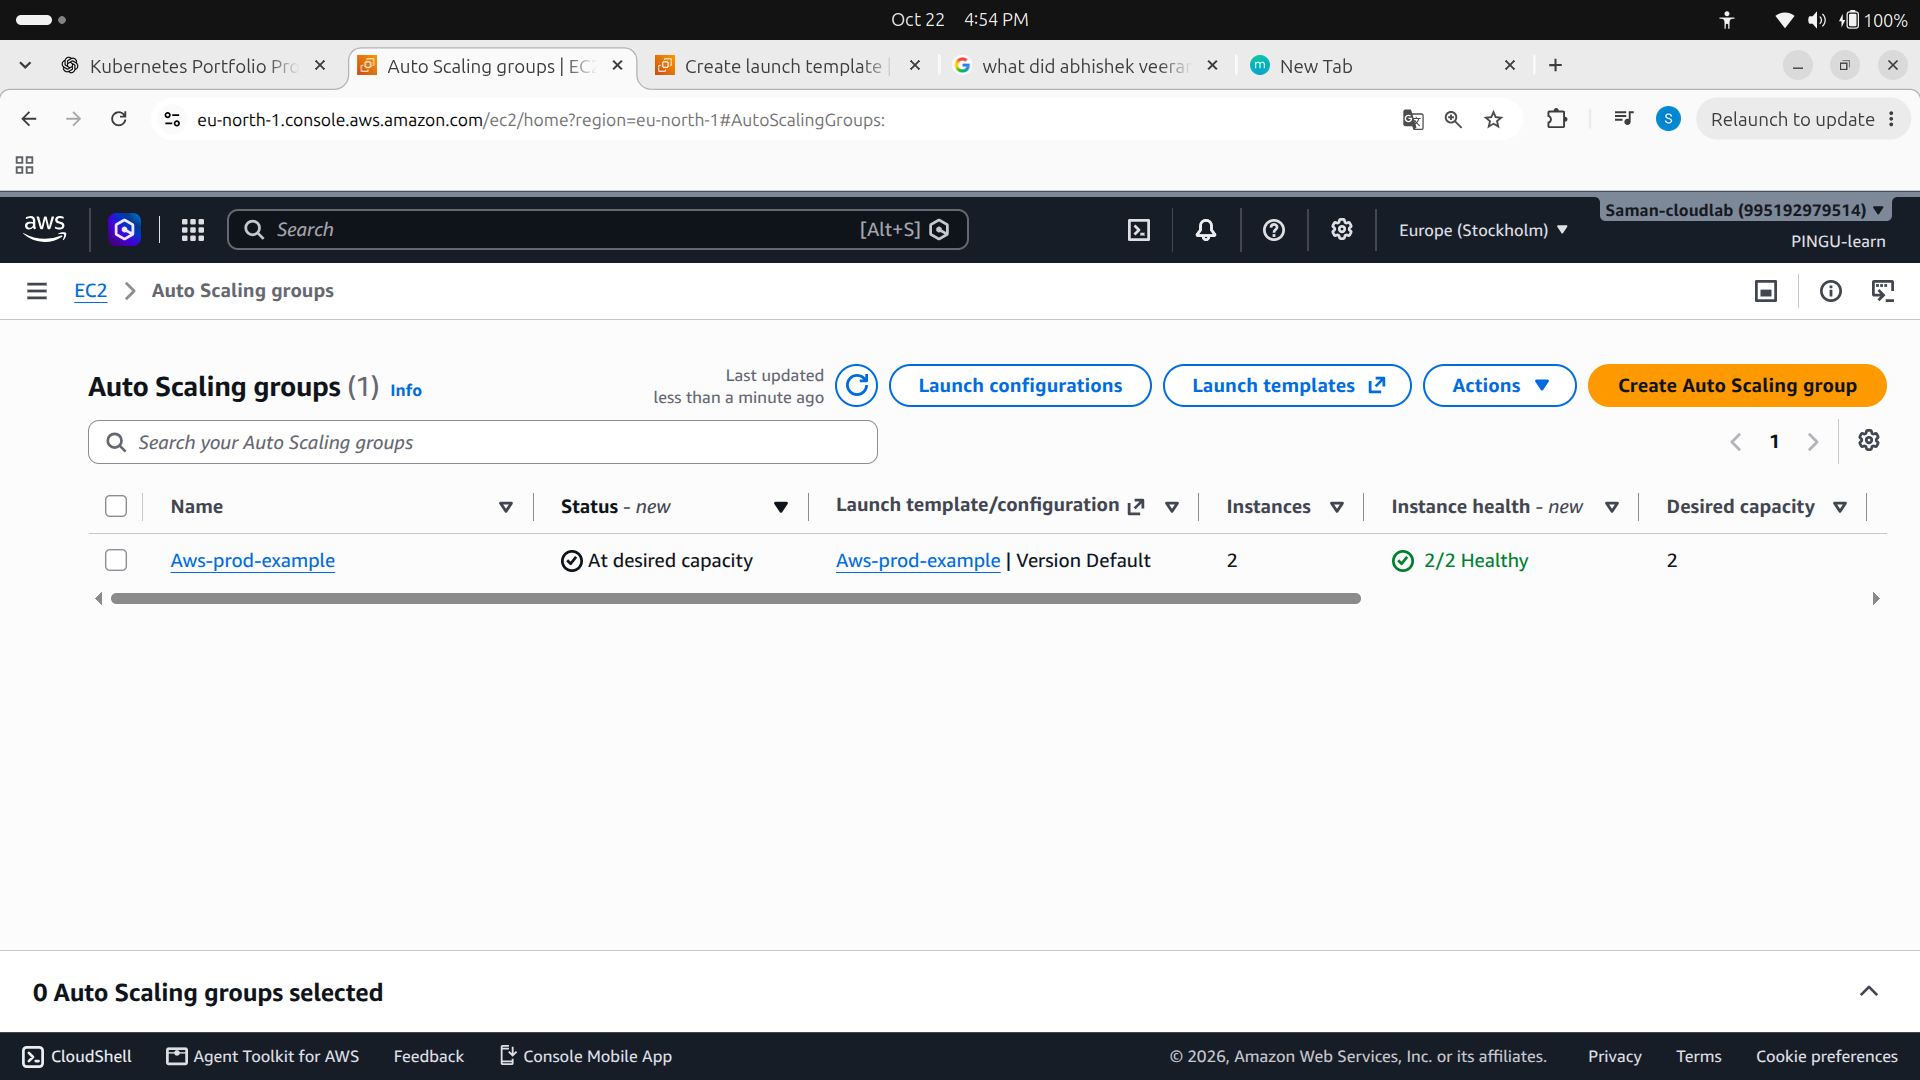 Oct 22 4:54 PM
100%
Kubernetes Portfolio Pro
Auto Scaling groups | EC2
Create launch template |
what did abhishek veeran
New Tab
eu-north-1.console.aws.amazon.com/ec2/home?region=eu-north-1#AutoScalingGroups:
S
Relaunch to update
aws
Search
[Alt+S]
Europe (Stockholm)
Saman-cloudlab (995192979514)
PINGU-learn
EC2
Auto Scaling groups
Auto Scaling groups (1) Info
Last updated
less than a minute ago
Launch configurations
Launch templates
Actions
Create Auto Scaling group
Search your Auto Scaling groups
1
Name
Status - new
Launch template/configuration
Instances
Instance health - new
Desired capacity
Aws-prod-example
At desired capacity
Aws-prod-example | Version Default
2
2/2 Healthy
2
0 Auto Scaling groups selected
CloudShell
Agent Toolkit for AWS
Feedback
Console Mobile App
© 2026, Amazon Web Services, Inc. or its affiliates.
Privacy
Terms
Cookie preferences